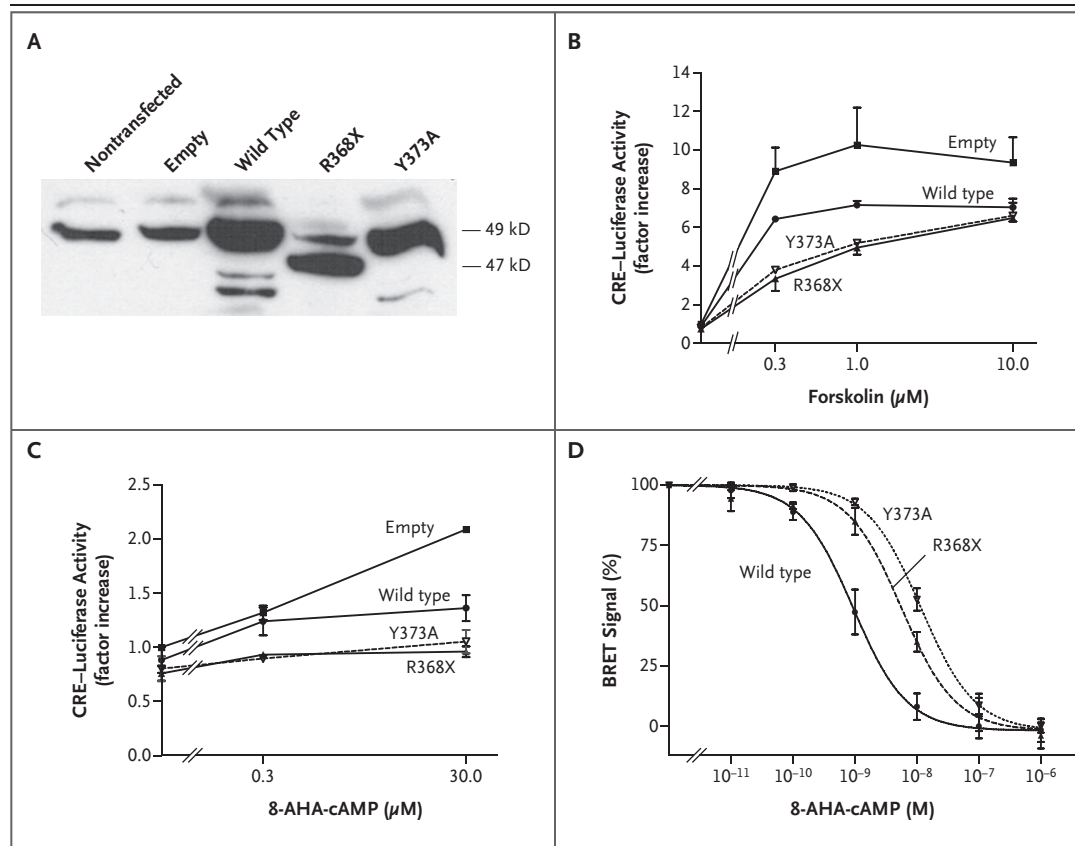 A
Nontransfected
Empty
Wild Type
R368X
Y373A
— 49 kD
— 47 kD
B
CRE–Luciferase Activity
(factor increase)
14
12
10
8
6
4
2
0
Empty
Wild type
Y373A
R368X
0.3
1.0
10.0
Forskolin (µM)
C
CRE–Luciferase Activity
(factor increase)
2.5
2.0
1.5
1.0
0.5
0.0
Empty
Wild type
Y373A
R368X
0.3
30.0
8-AHA-cAMP (µM)
D
BRET Signal (%)
100
75
50
25
0
Y373A
R368X
Wild type
10⁻¹¹
10⁻¹⁰
10⁻⁹
10⁻⁸
10⁻⁷
10⁻⁶
8-AHA-cAMP (M)